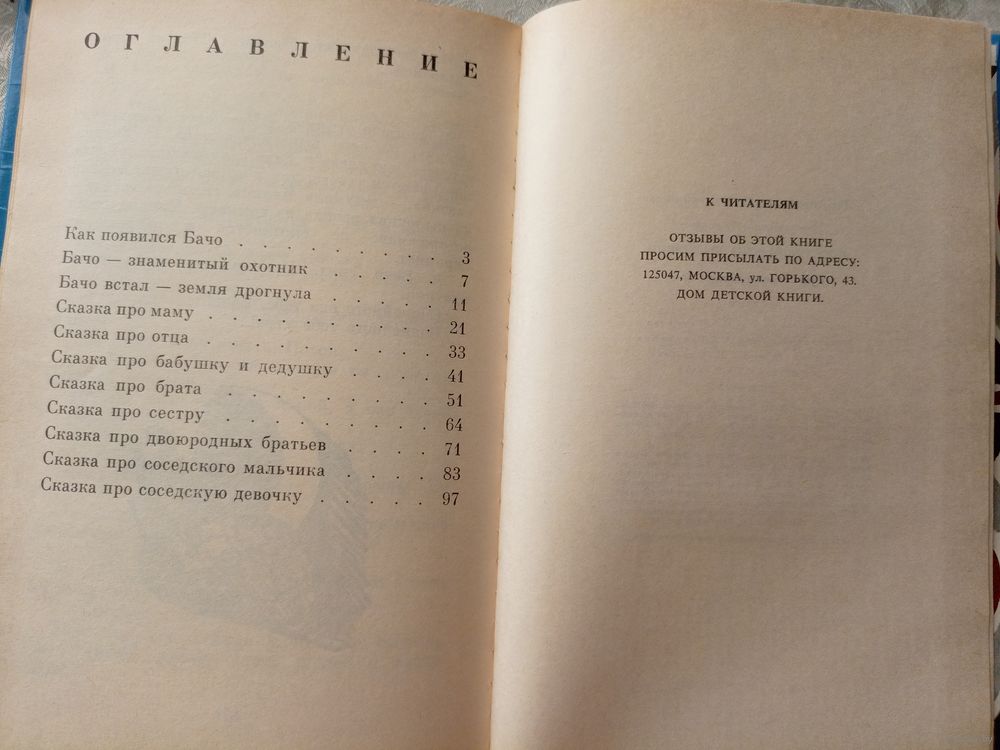 ОГЛАВЛЕНИЕ
Как появился Бачо . . . . . . . . . 3
Бачо — знаменитый охотник . . . . . 7
Бачо встал — земля дрогнула . . . . . 11
Сказка про маму . . . . . . . . . . 21
Сказка про отца . . . . . . . . . . 33
Сказка про бабушку и дедушку . . . . 41
Сказка про брата . . . . . . . . . 51
Сказка про сестру . . . . . . . . . 64
Сказка про двоюродных братьев . . . . 71
Сказка про соседского мальчика . . . . 83
Сказка про соседскую девочку . . . . . 97
К ЧИТАТЕЛЯМ
ОТЗЫВЫ ОБ ЭТОЙ КНИГЕ
ПРОСИМ ПРИСЫЛАТЬ ПО АДРЕСУ:
125047, МОСКВА, ул. ГОРЬКОГО, 43.
ДОМ ДЕТСКОЙ КНИГИ.